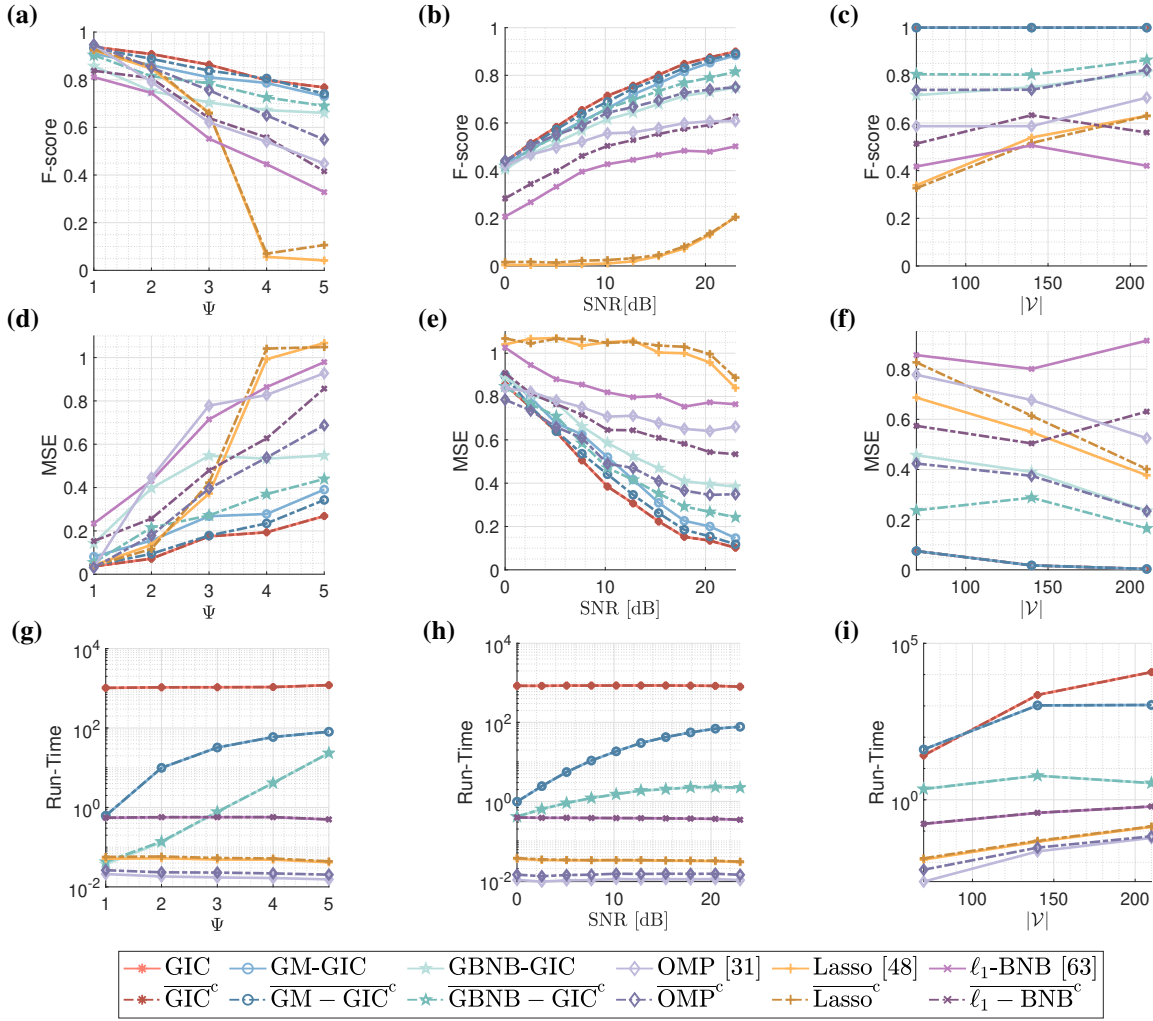 (a)
1
0.8
0.6
0.4
0.2
0
F-score
1 2 3 4 5
Ψ
(b)
1
0.8
0.6
0.4
0.2
0
F-score
0 10 20
SNR[dB]
(c)
1
0.8
0.6
0.4
0.2
0
F-score
100 150 200
|𝒱|
(d)
1
0.8
0.6
0.4
0.2
0
MSE
1 2 3 4 5
Ψ
(e)
1
0.8
0.6
0.4
0.2
0
MSE
0 10 20
SNR [dB]
(f)
1
0.8
0.6
0.4
0.2
0
MSE
100 150 200
|𝒱|
(g)
10^4
10^2
10^0
10^-2
Run-Time
1 2 3 4 5
Ψ
(h)
10^4
10^2
10^0
10^-2
Run-Time
0 10 20
SNR [dB]
(i)
10^5
10^0
Run-Time
100 150 200
|𝒱|
GIC GM-GIC GBNB-GIC OMP [31] Lasso [48] ℓ₁-BNB [63]
\overline{GIC}^c \overline{GM − GIC}^c \overline{GBNB − GIC}^c \overline{OMP}^c \overline{Lasso}^c \overline{ℓ₁ − BNB}^c